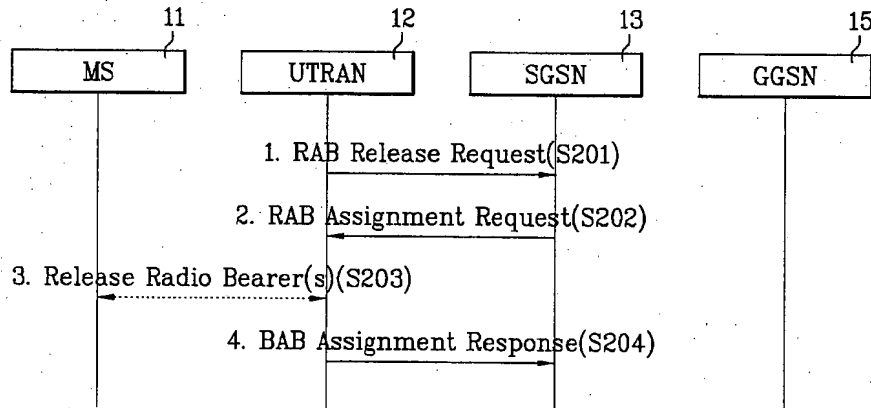 11
12
13
15
MS
UTRAN
SGSN
GGSN
1. RAB Release Request(S201)
2. RAB Assignment Request(S202)
3. Release Radio Bearer(s)(S203)
4. BAB Assignment Response(S204)